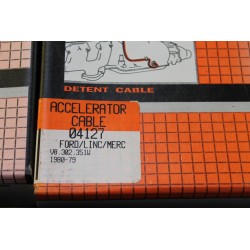 DETENT CABLE
ACCELERATOR
CABLE
04127
FORD/LINC/MERC
V8,302,351W
1980-79